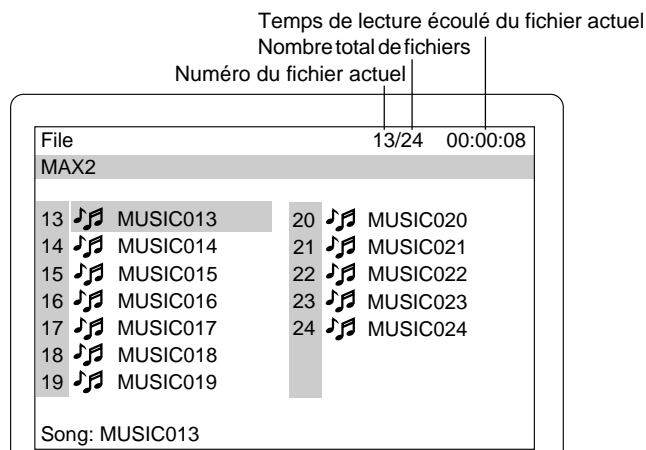 Temps de lecture écoulé du fichier actuel
Nombre total de fichiers
Numéro du fichier actuel
File 13/24 00:00:08
MAX2
13 MUSIC013
14 MUSIC014
15 MUSIC015
16 MUSIC016
17 MUSIC017
18 MUSIC018
19 MUSIC019
20 MUSIC020
21 MUSIC021
22 MUSIC022
23 MUSIC023
24 MUSIC024
Song: MUSIC013